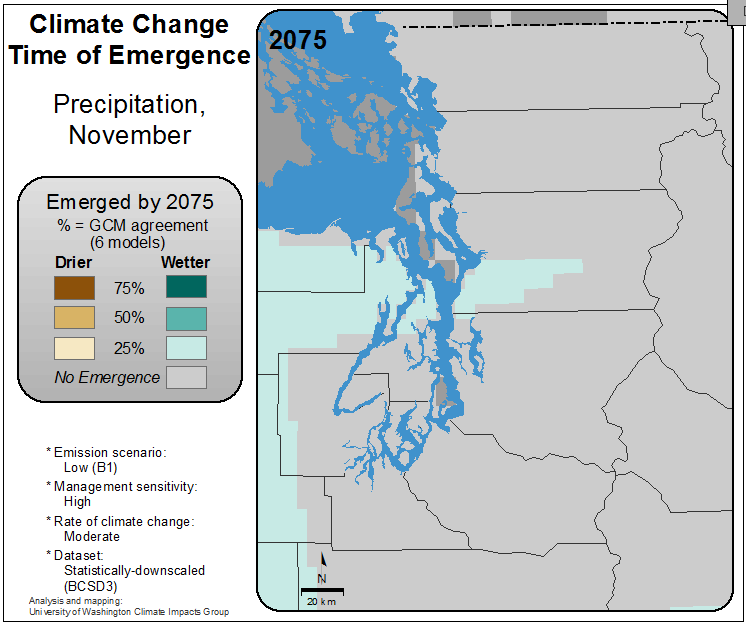 Climate Change
Time of Emergence
Precipitation,
November
Emerged by 2075
% = GCM agreement
(6 models)
Drier Wetter
75%
50%
25%
No Emergence
* Emission scenario:
Low (B1)
* Management sensitivity:
High
* Rate of climate change:
Moderate
* Dataset:
Statistically-downscaled
(BCSD3)
Analysis and mapping:
University of Washington Climate Impacts Group
2075
N
20 km